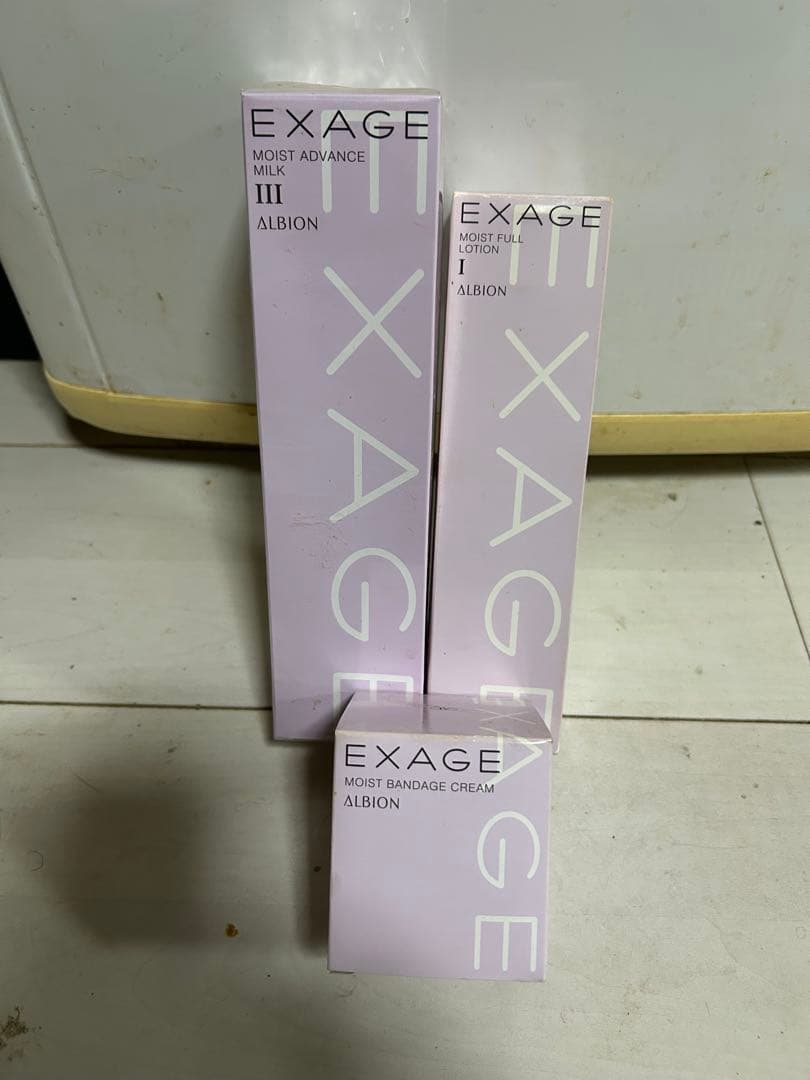 EXAGE
MOIST ADVANCE
MILK
III
ALBION
EXAGE
EXAGE
MOIST FULL
LOTION
I
ALBION
EXAGE
EXAGE
MOIST BANDAGE CREAM
ALBION
AGE